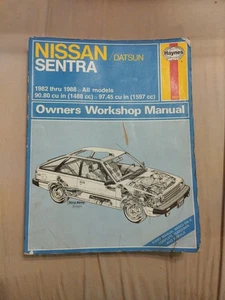 NISSAN DATSUN
SENTRA
Haynes
1982 thru 1988 All models
90.80 cu in (1488 cc) 97.45 cu in (1597 cc)
Owners Workshop Manual